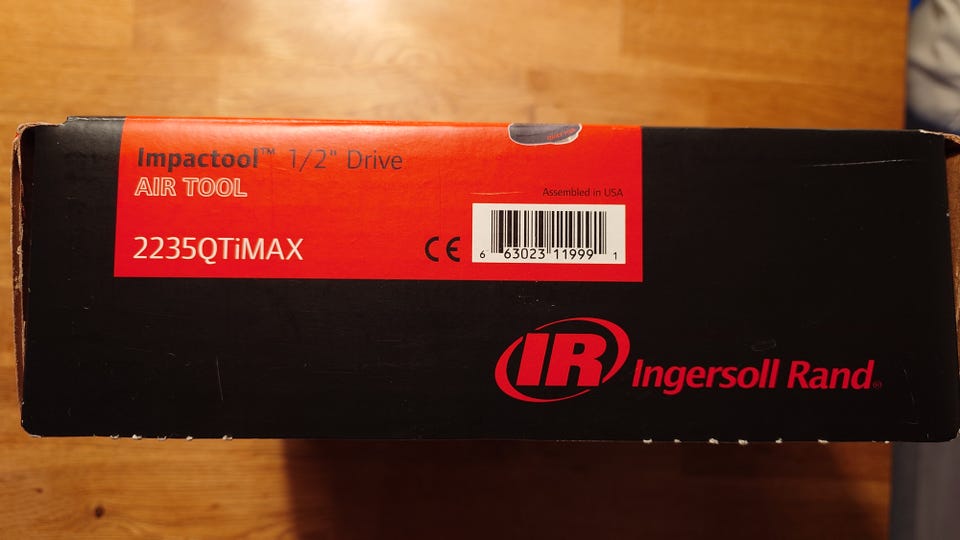 Impactool™ 1/2" Drive
AIR TOOL
Assembled in USA
2235QTiMAX
CE
6 63023 11999 1
IR Ingersoll Rand®